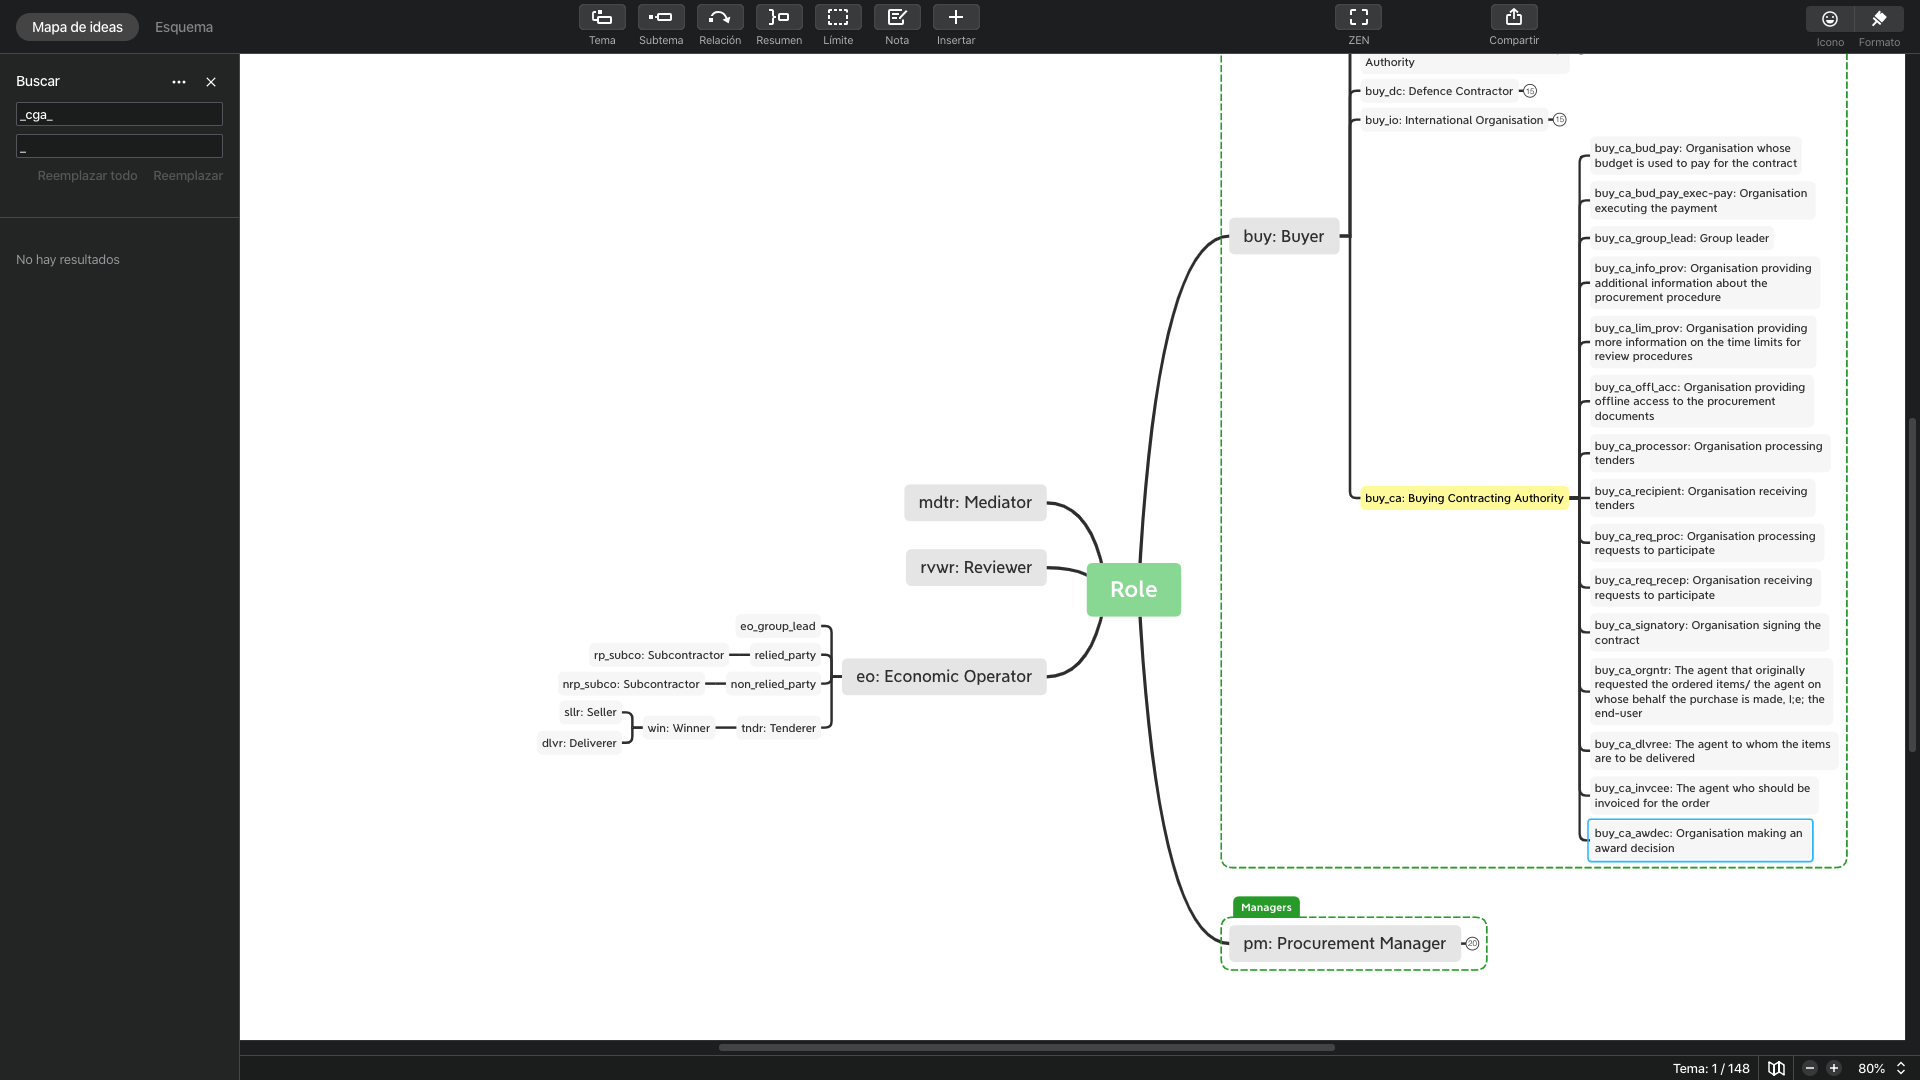 Mapa de ideas
Esquema
Tema
Subtema
Relación
Resumen
Límite
Nota
Insertar
ZEN
Compartir
Icono
Formato
Buscar
_cga_
_
Reemplazar todo
Reemplazar
No hay resultados
Authority
buy_dc: Defence Contractor
15
buy_io: International Organisation
15
buy: Buyer
buy_ca_bud_pay: Organisation whose
budget is used to pay for the contract
buy_ca_bud_pay_exec-pay: Organisation
executing the payment
buy_ca_group_lead: Group leader
buy_ca_info_prov: Organisation providing
additional information about the
procurement procedure
buy_ca_lim_prov: Organisation providing
more information on the time limits for
review procedures
buy_ca_offl_acc: Organisation providing
offline access to the procurement
documents
buy_ca_processor: Organisation processing
tenders
buy_ca: Buying Contracting Authority
buy_ca_recipient: Organisation receiving
tenders
buy_ca_req_proc: Organisation processing
requests to participate
buy_ca_req_recep: Organisation receiving
requests to participate
buy_ca_signatory: Organisation signing the
contract
buy_ca_orgntr: The agent that originally
requested the ordered items/ the agent on
whose behalf the purchase is made, I;e; the
end-user
buy_ca_dlvree: The agent to whom the items
are to be delivered
buy_ca_invcee: The agent who should be
invoiced for the order
buy_ca_awdec: Organisation making an
award decision
mdtr: Mediator
rvwr: Reviewer
Role
eo_group_lead
rp_subco: Subcontractor
relied_party
eo: Economic Operator
nrp_subco: Subcontractor
non_relied_party
sllr: Seller
win: Winner
tndr: Tenderer
dlvr: Deliverer
Managers
pm: Procurement Manager
20
Tema: 1 / 148
80%